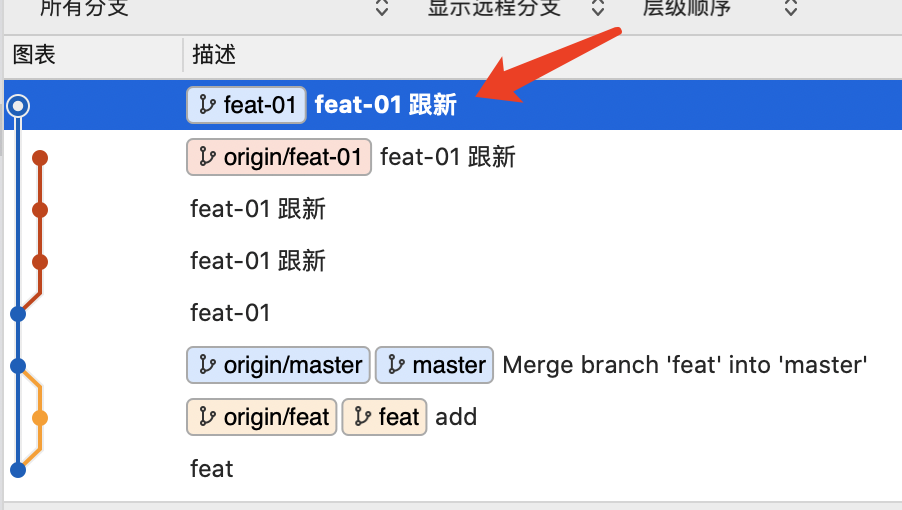 所有分支 显示远程分支 层级顺序
图表 描述
feat-01 feat-01 跟新
origin/feat-01 feat-01 跟新
feat-01 跟新
feat-01 跟新
feat-01
origin/master master Merge branch 'feat' into 'master'
origin/feat feat add
feat